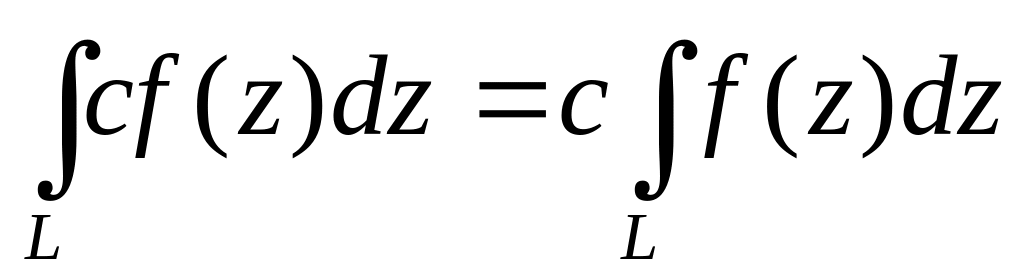 ∫cf(z)dz = c∫f(z)dz
L L